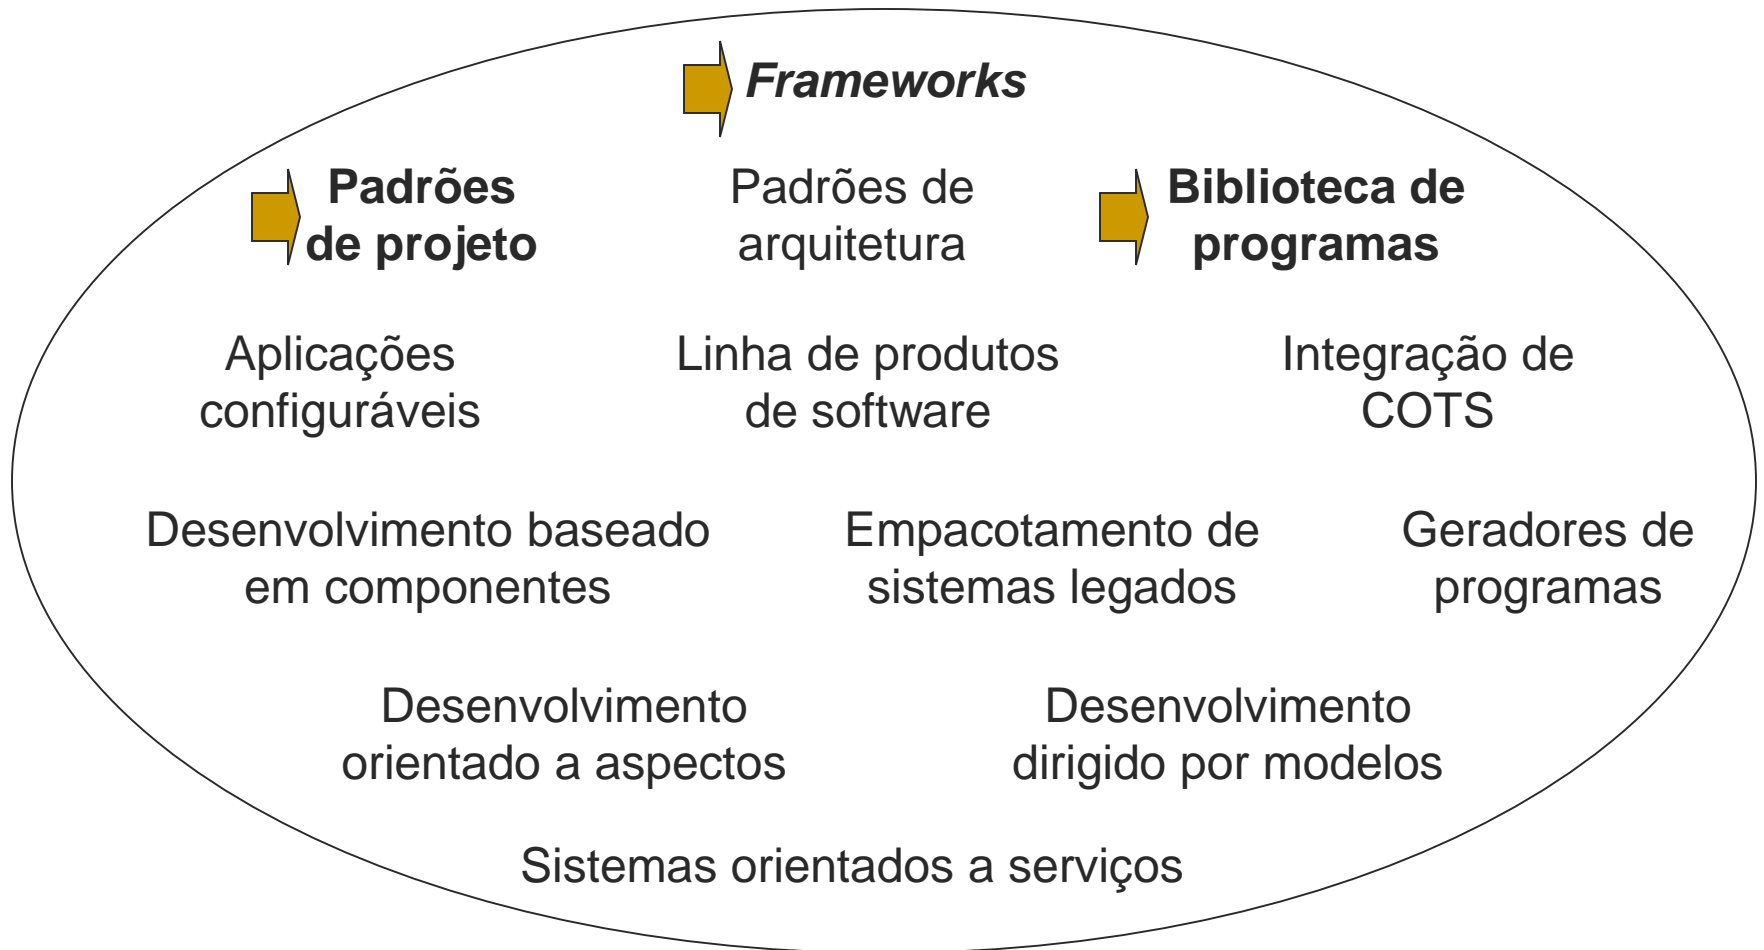 Frameworks
Padrões
de projeto
Padrões de
arquitetura
Biblioteca de
programas
Aplicações
configuráveis
Linha de produtos
de software
Integração de
COTS
Desenvolvimento baseado
em componentes
Empacotamento de
sistemas legados
Geradores de
programas
Desenvolvimento
orientado a aspectos
Desenvolvimento
dirigido por modelos
Sistemas orientados a serviços